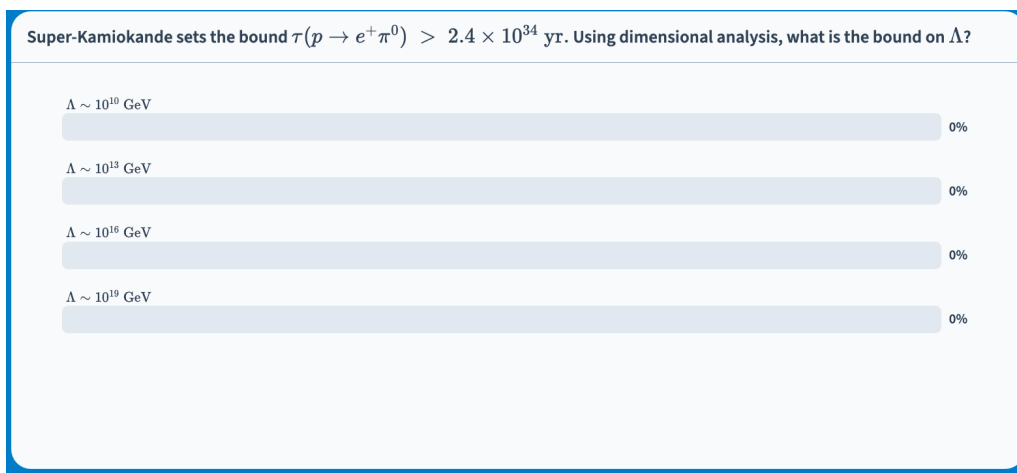 Super-Kamiokande sets the bound τ(p → e⁺π⁰) > 2.4 × 10³⁴ yr. Using dimensional analysis, what is the bound on Λ?
Λ ∼ 10¹⁰ GeV
0%
Λ ∼ 10¹³ GeV
0%
Λ ∼ 10¹⁶ GeV
0%
Λ ∼ 10¹⁹ GeV
0%